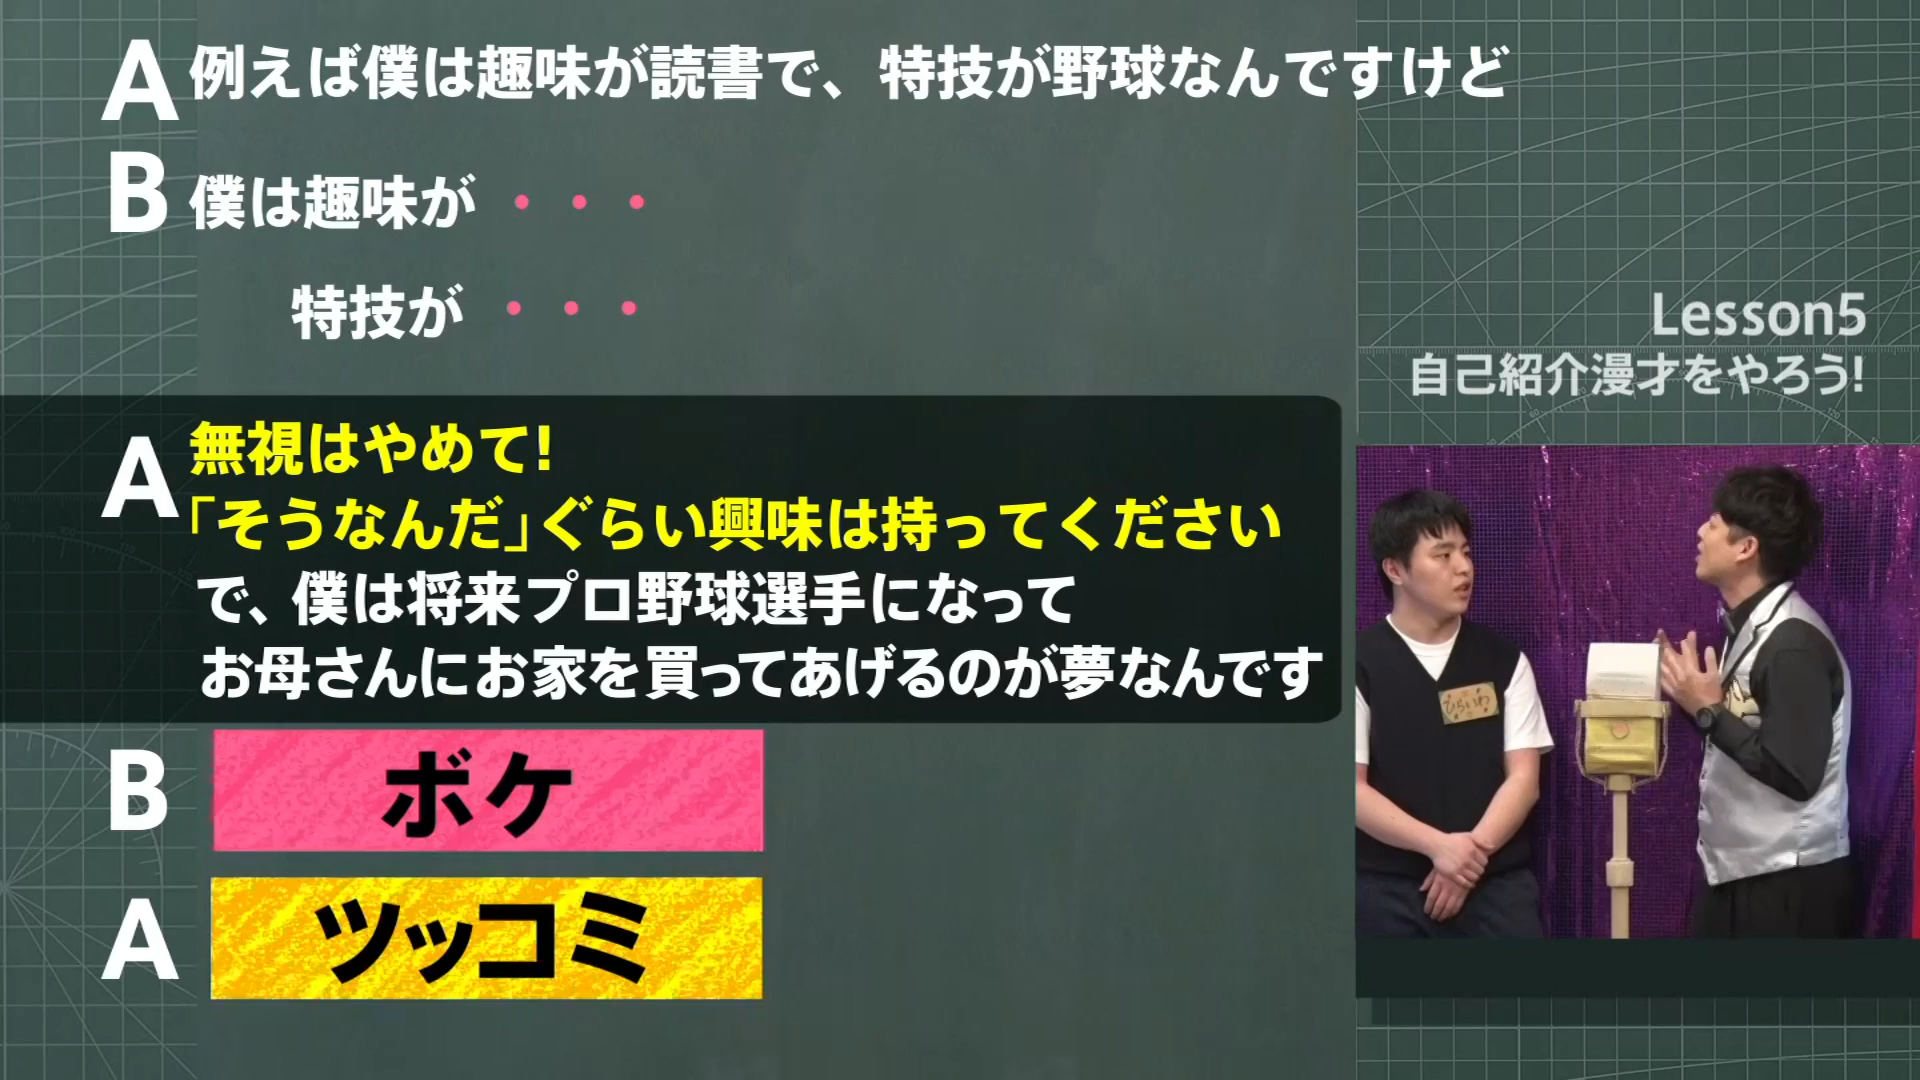 A 例えば僕は趣味が読書で、特技が野球なんですけど
B 僕は趣味が ・・・
特技が ・・・
A 無視はやめて!
「そうなんだ」ぐらい興味は持ってください
で、僕は将来プロ野球選手になって
お母さんにお家を買ってあげるのが夢なんです
B ボケ
A ツッコミ
Lesson5
自己紹介漫才をやろう!
ひらいわ